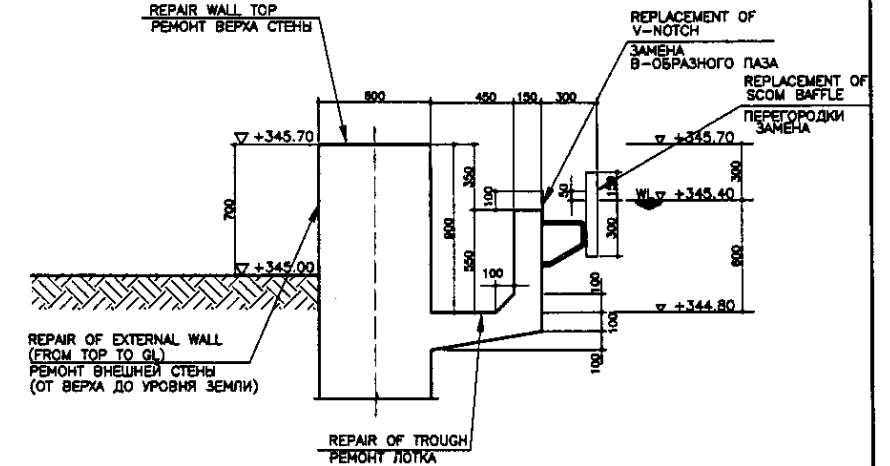 REPAIR WALL TOP
РЕМОНТ ВЕРХА СТЕНЫ
REPLACEMENT OF
V-NOTCH
ЗАМЕНА
В-ОБРАЗНОГО ПАЗА
REPLACEMENT OF
SCOM BAFFLE
ПЕРЕГОРОДКИ
ЗАМЕНА
600 450 150 300
+345.70
+345.70
700
350
900
550
100
100
50
150
300
300
WL +345.40
600
+345.00
100
100
100
+344.80
REPAIR OF EXTERNAL WALL
(FROM TOP TO GL)
РЕМОНТ ВНЕШНЕЙ СТЕНЫ
(ОТ ВЕРХА ДО УРОВНЯ ЗЕМЛИ)
REPAIR OF TROUGH
РЕМОНТ ЛОТКА